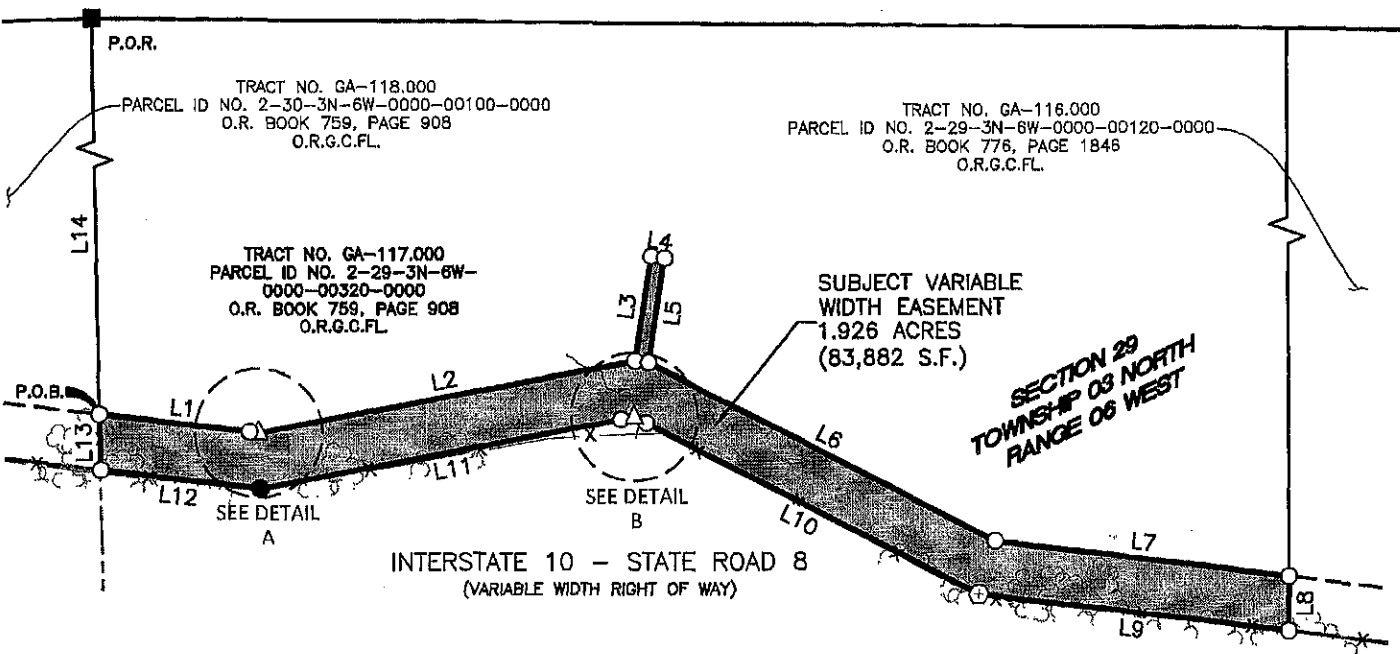 P.O.R.
TRACT NO. GA-118.000
PARCEL ID NO. 2-30-3N-6W-0000-00100-0000
O.R. BOOK 759, PAGE 908
O.R.G.C.FL.
TRACT NO. GA-116.000
PARCEL ID NO. 2-29-3N-6W-0000-00120-0000
O.R. BOOK 776, PAGE 1846
O.R.G.C.FL.
L14
TRACT NO. GA-117.000
PARCEL ID NO. 2-29-3N-6W-
0000-00320-0000
O.R. BOOK 759, PAGE 908
O.R.G.C.FL.
L4
L3
L5
SUBJECT VARIABLE
WIDTH EASEMENT
1.926 ACRES
(83,882 S.F.)
SECTION 29
TOWNSHIP 03 NORTH
RANGE 06 WEST
P.O.B.
L1
L2
L13
L12
L11
L6
L10
L7
L8
L9
SEE DETAIL
A
SEE DETAIL
B
INTERSTATE 10 - STATE ROAD 8
(VARIABLE WIDTH RIGHT OF WAY)